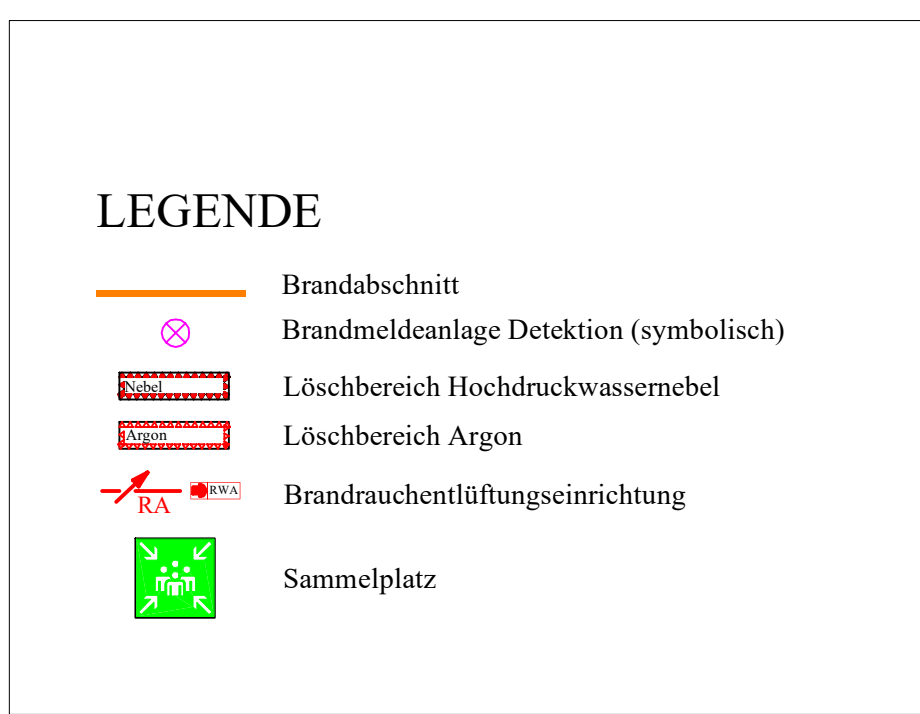 LEGENDE
Brandabschnitt
Brandmeldeanlage Detektion (symbolisch)
Nebel Löschbereich Hochdruckwassernebel
Argon Löschbereich Argon
RA RWA Brandrauchentlüftungseinrichtung
Sammelplatz